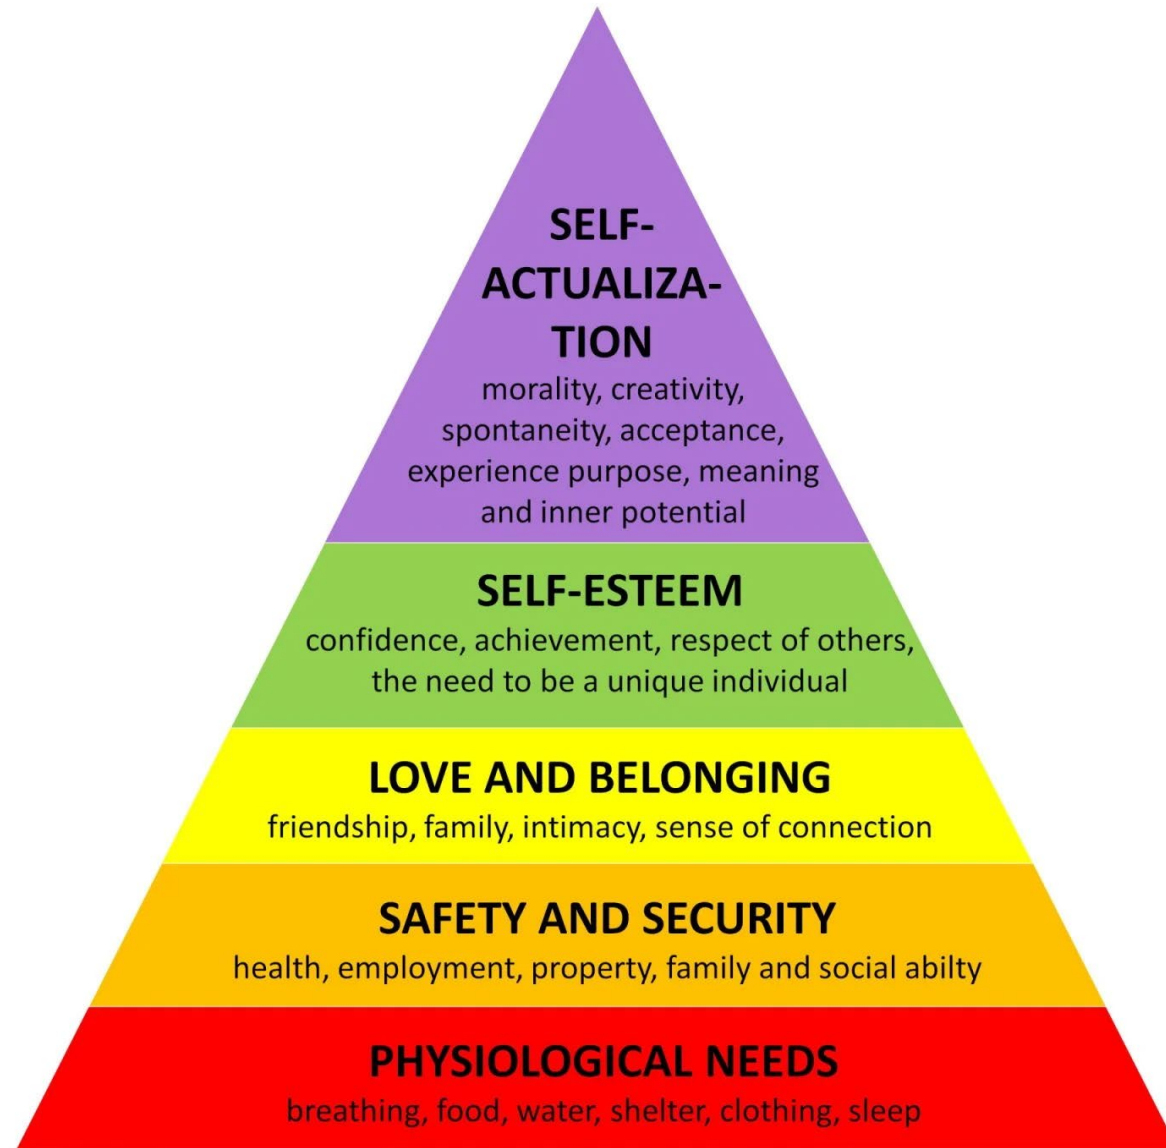 SELF-
ACTUALIZA-
TION
morality, creativity,
spontaneity, acceptance,
experience purpose, meaning
and inner potential
SELF-ESTEEM
confidence, achievement, respect of others,
the need to be a unique individual
LOVE AND BELONGING
friendship, family, intimacy, sense of connection
SAFETY AND SECURITY
health, employment, property, family and social abilty
PHYSIOLOGICAL NEEDS
breathing, food, water, shelter, clothing, sleep